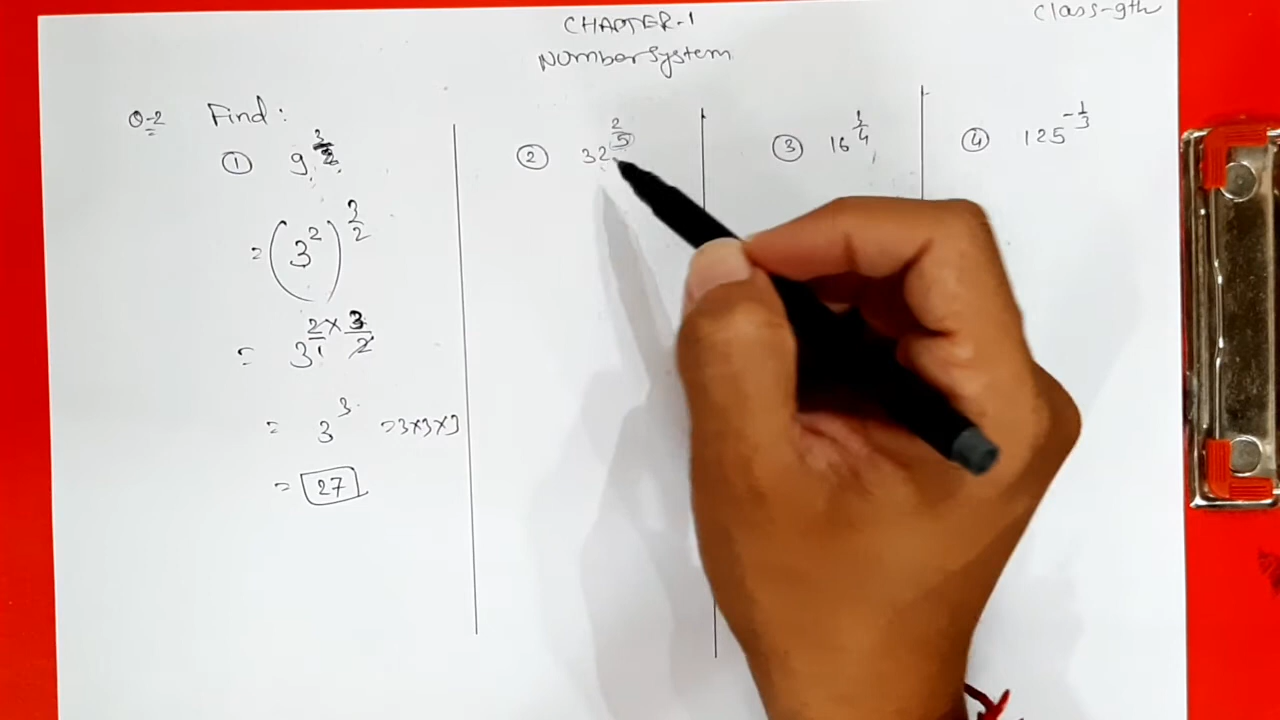 CHAPTER-1
Class-9th
Number System
Q-2 Find:
① 9^{3/2}
= (3^2)^{3/2}
= 3^{2/1 × 3/2}
= 3^3 = 3×3×3
= 27
② 32^{2/5}
③ 16^{3/4}
④ 125^{-1/3}